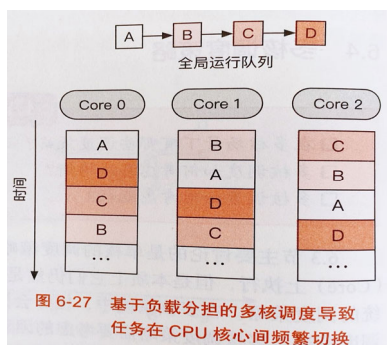 A B C D
全局运行队列
Core 0 Core 1 Core 2
时间
A B C
D A B
C D A
B C D
... ... ...
图 6-27 基于负载分担的多核调度导致
任务在 CPU 核心间频繁切换